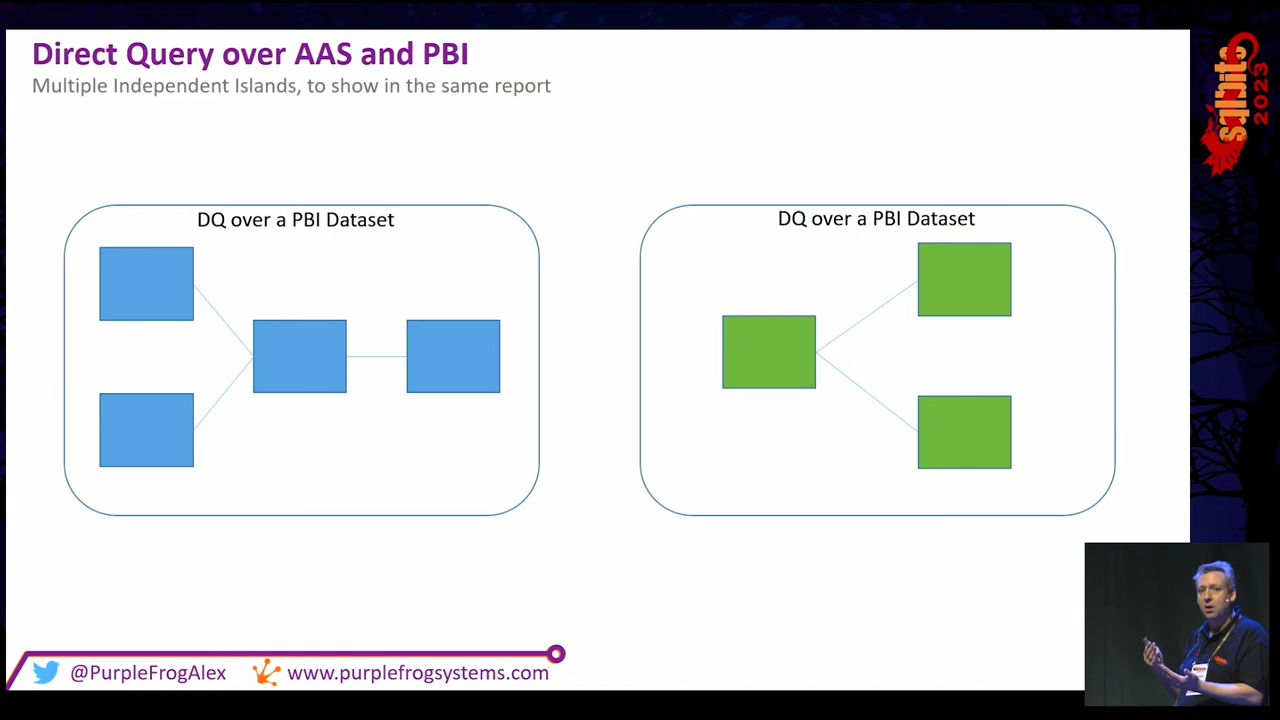 Direct Query over AAS and PBI
Multiple Independent Islands, to show in the same report
DQ over a PBI Dataset
DQ over a PBI Dataset
@PurpleFrogAlex
www.purplefrogsystems.com
sqlbits
2023